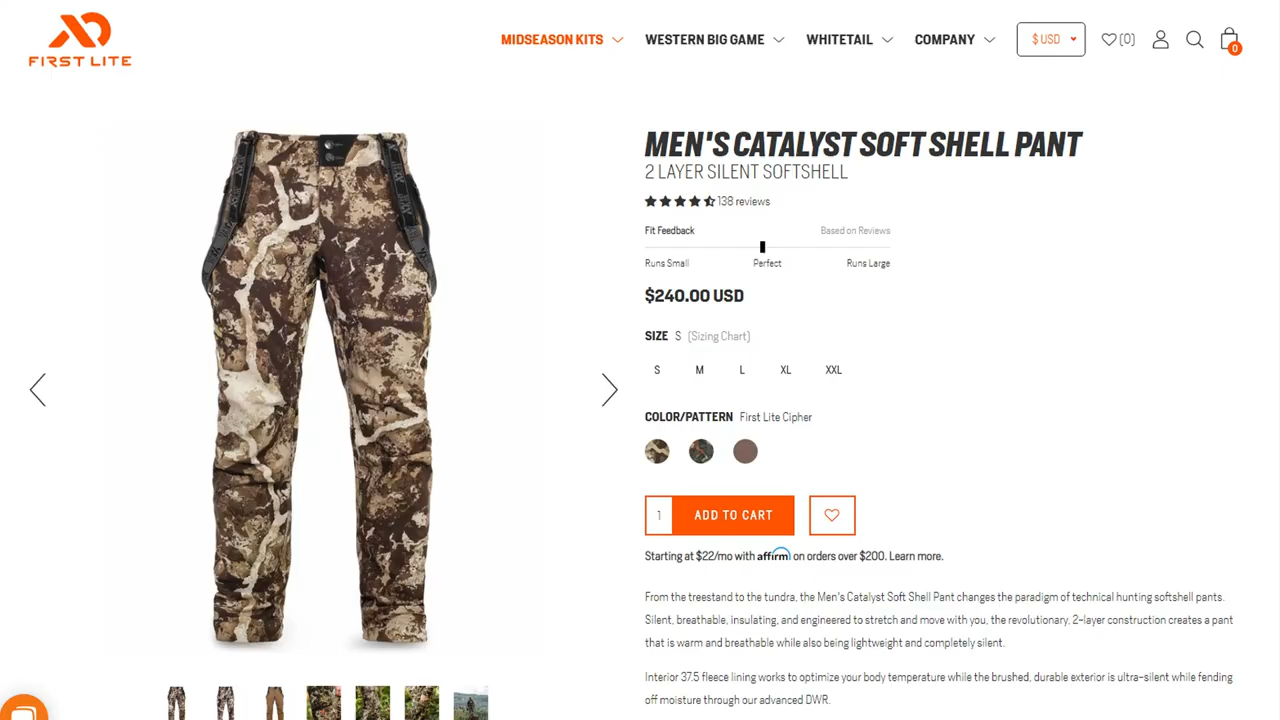 FIRST LITE
MIDSEASON KITS
WESTERN BIG GAME
WHITETAIL
COMPANY
$ USD
(0)
0
MEN'S CATALYST SOFT SHELL PANT
2 LAYER SILENT SOFTSHELL
138 reviews
Fit Feedback
Based on Reviews
Runs Small
Perfect
Runs Large
$240.00 USD
SIZE S (Sizing Chart)
S M L XL XXL
COLOR/PATTERN First Lite Cipher
1
ADD TO CART
Starting at $22/mo with affirm on orders over $200. Learn more.
From the treestand to the tundra, the Men's Catalyst Soft Shell Pant changes the paradigm of technical hunting softshell pants.
Silent, breathable, insulating, and engineered to stretch and move with you, the revolutionary, 2-layer construction creates a pant
that is warm and breathable while also being lightweight and completely silent.
Interior 37.5 fleece lining works to optimize your body temperature while the brushed, durable exterior is ultra-silent while fending
off moisture through our advanced DWR.